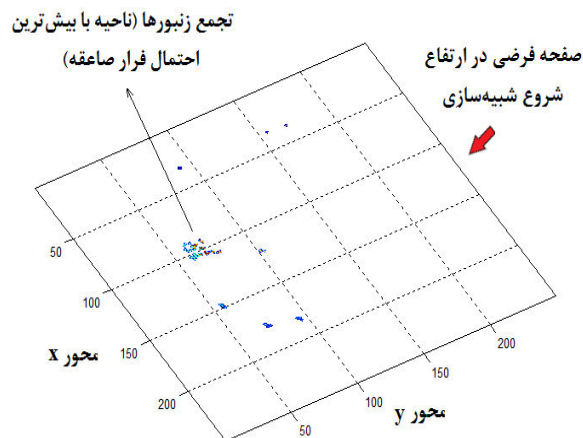 تجمع زنبورها (ناحیه با بیش‌ترین
احتمال فرار صاعقه)
صفحه فرضی در ارتفاع
شروع شبیه‌سازی
50
100
150
200
محور x
50
100
150
200
محور y